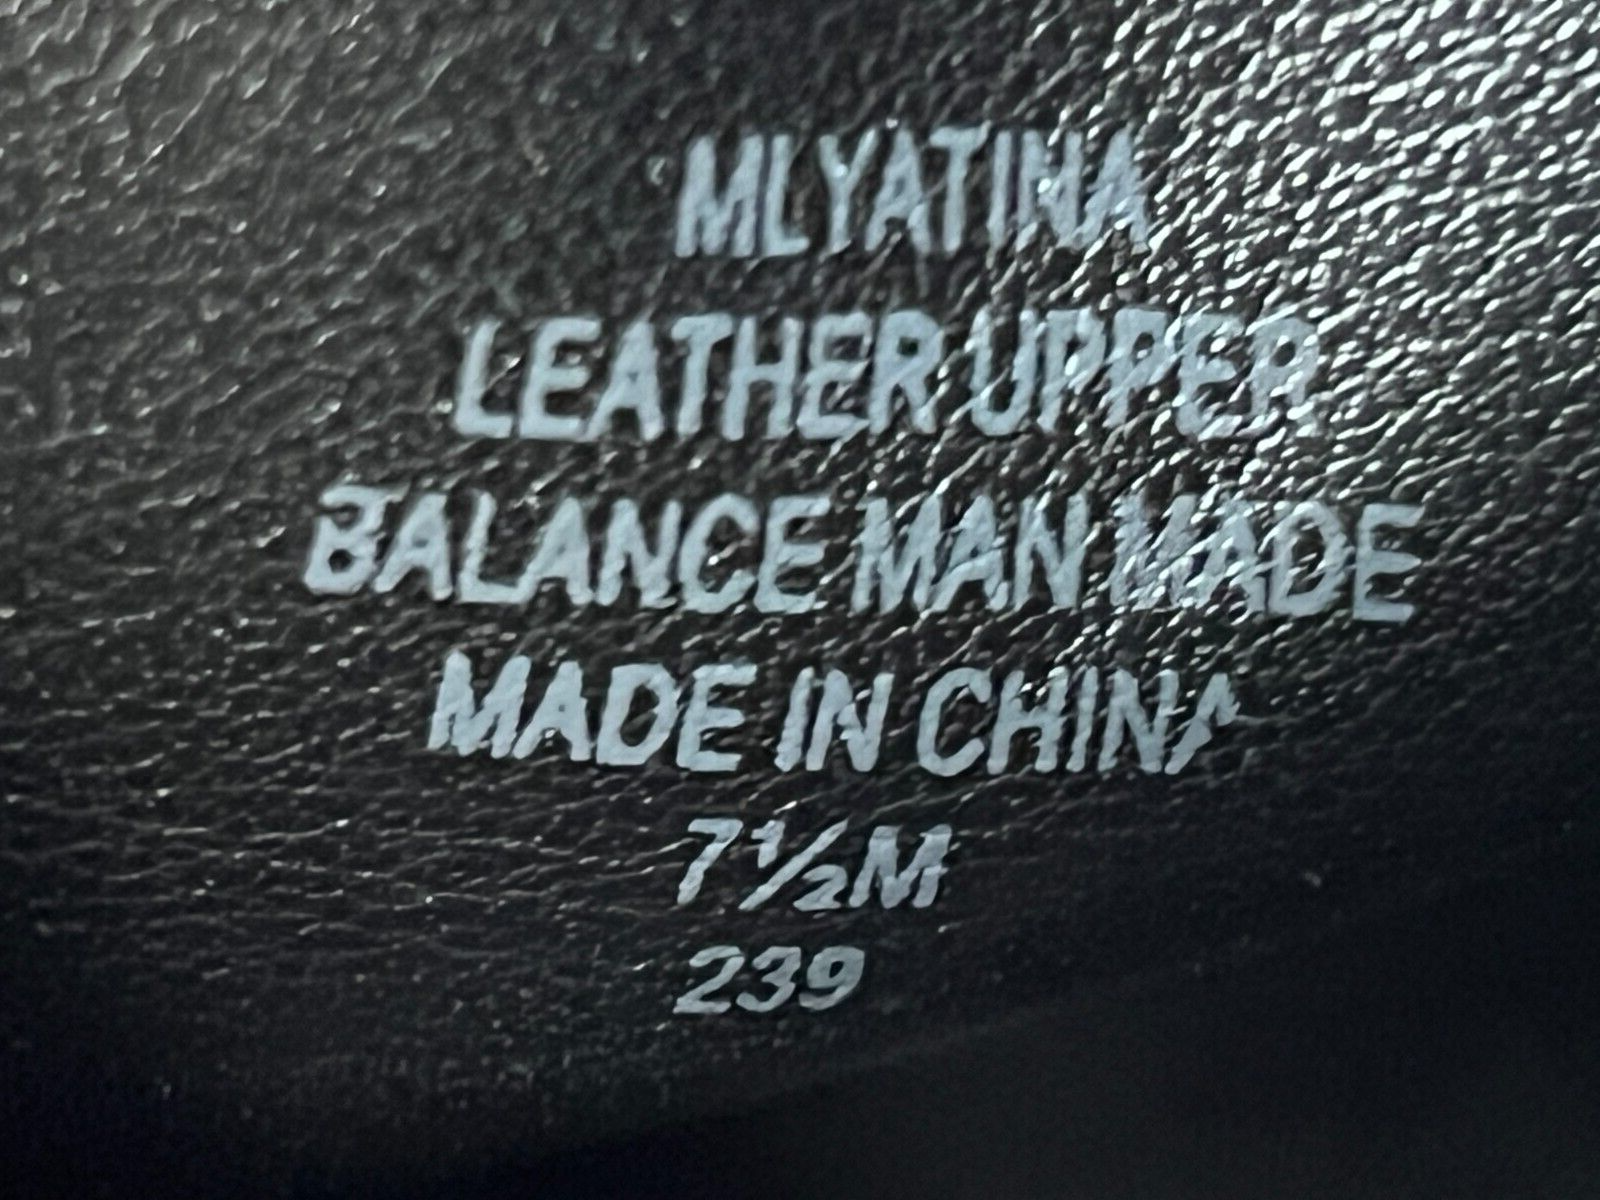 MLYATINA
LEATHER UPPER
BALANCE MAN MADE
MADE IN CHINA
7½M
239